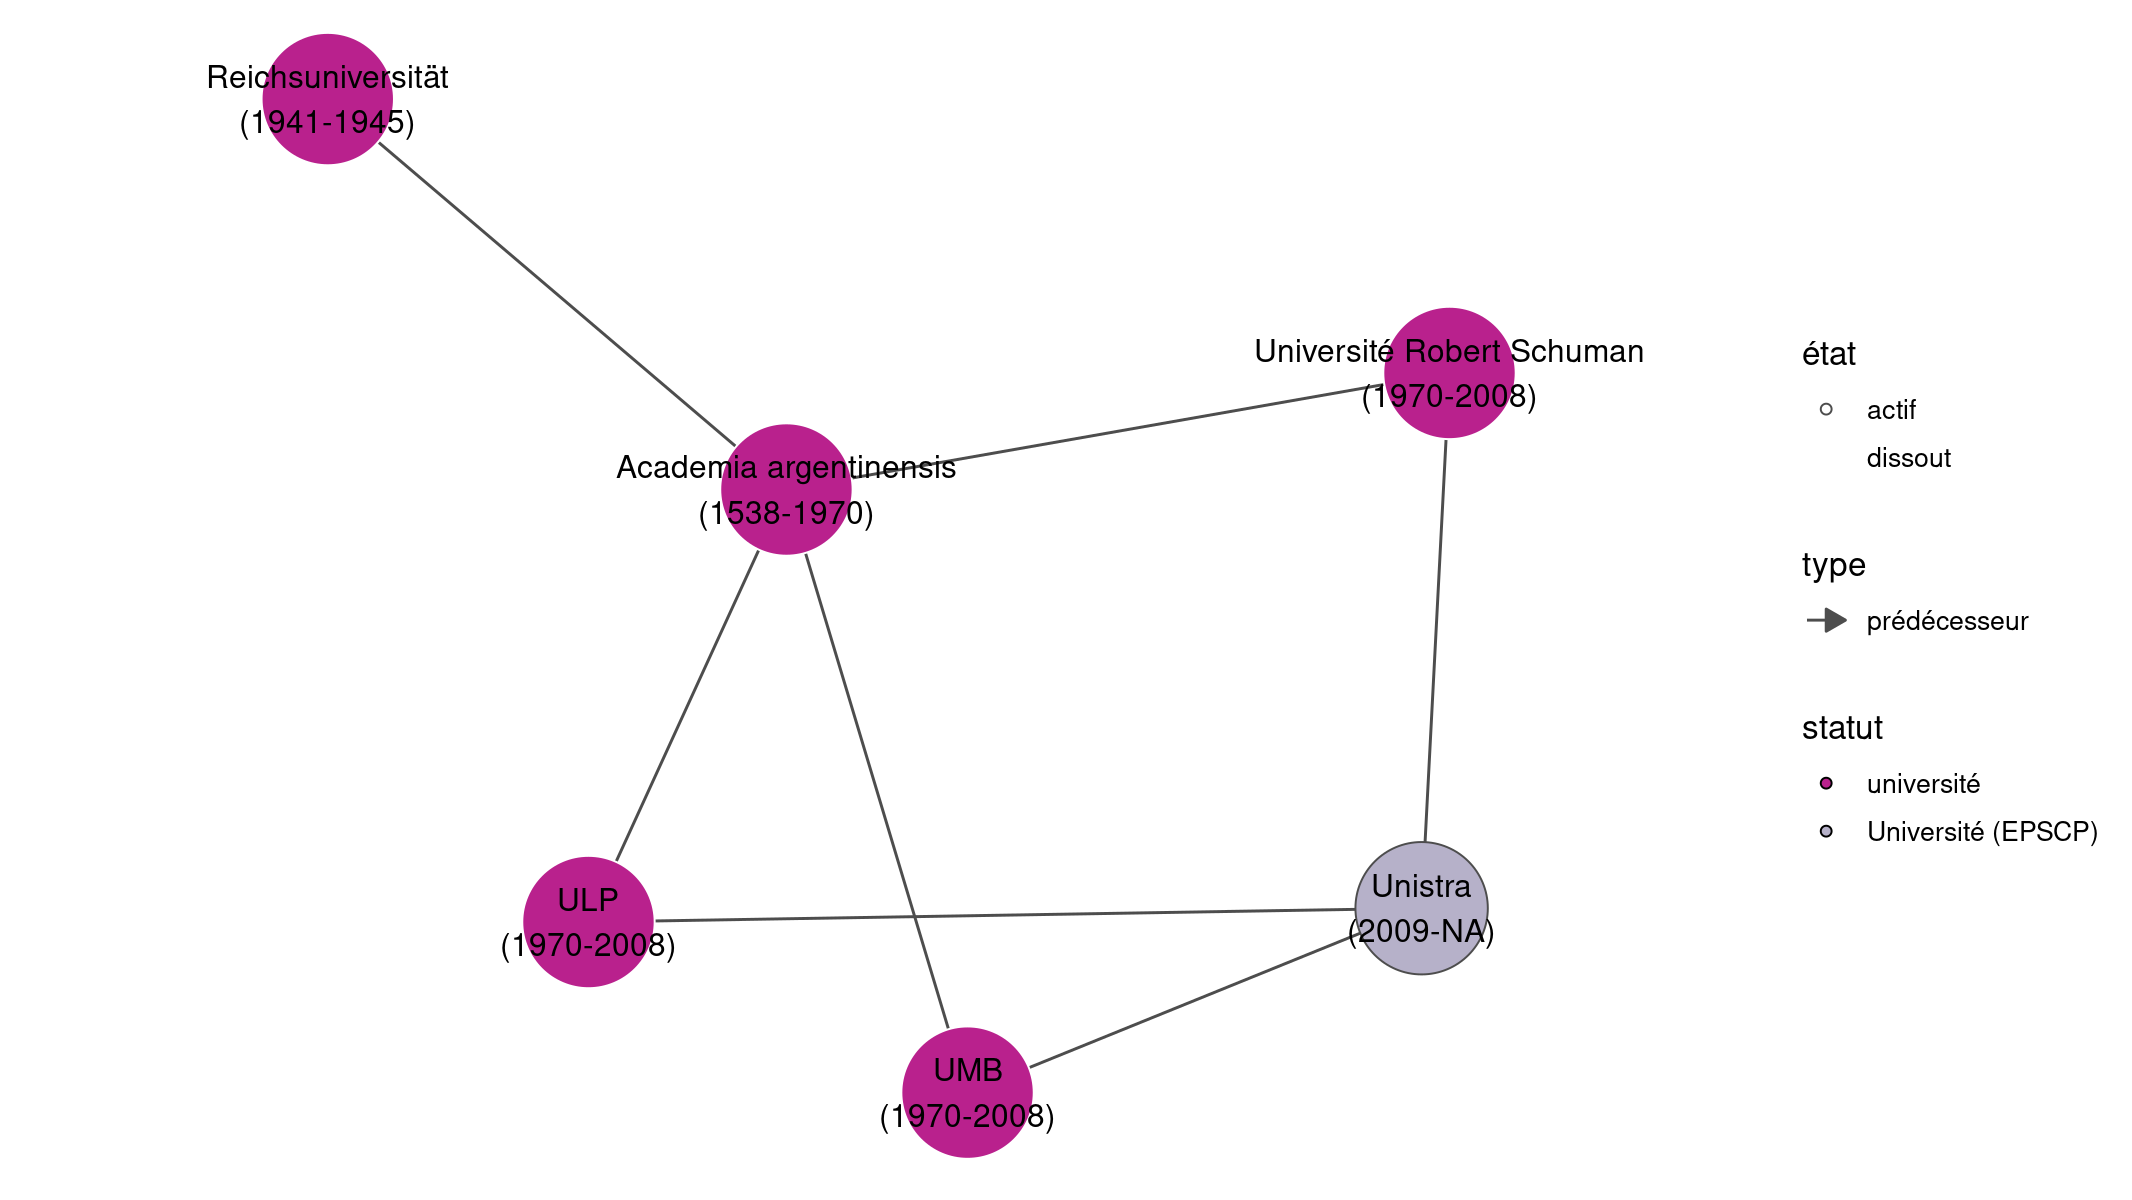 Reichsuniversität
(1941-1945)
Université Robert Schuman
(1970-2008)
Academia argentinensis
(1538-1970)
ULP
(1970-2008)
Unistra
(2009-NA)
UMB
(1970-2008)
état
actif
dissout
type
prédécesseur
statut
université
Université (EPSCP)